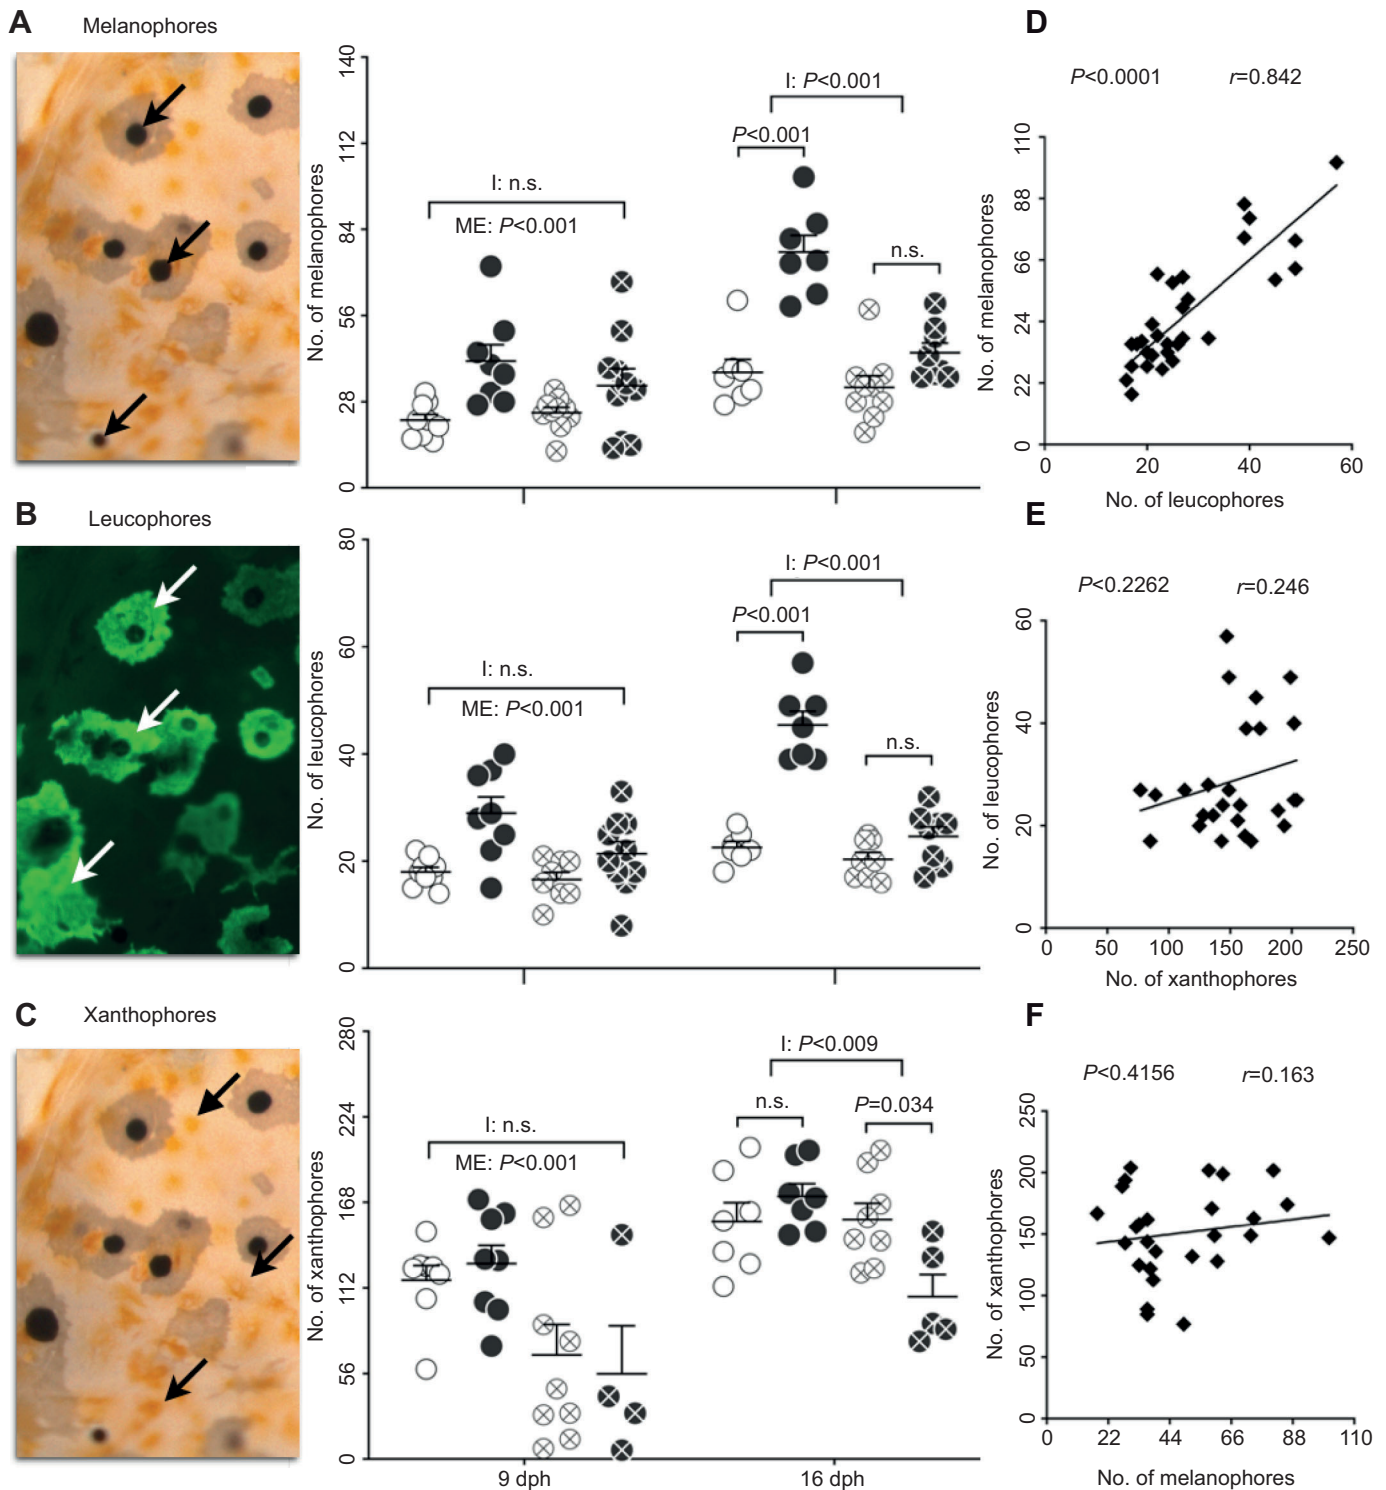 A Melanophores
No. of melanophores
140
112
84
56
28
0
I: n.s.
ME: P<0.001
I: P<0.001
P<0.001
n.s.
D
P<0.0001 r=0.842
No. of melanophores
110
88
66
24
22
0
0 20 40 60
No. of leucophores
B Leucophores
No. of leucophores
80
60
40
20
0
I: n.s.
ME: P<0.001
I: P<0.001
P<0.001
n.s.
E
P<0.2262 r=0.246
No. of leucophores
60
40
20
0
0 50 100 150 200 250
No. of xanthophores
C Xanthophores
No. of xanthophores
280
224
168
112
56
0
I: n.s.
ME: P<0.001
I: P<0.009
n.s.
P=0.034
9 dph 16 dph
F
P<0.4156 r=0.163
No. of xanthophores
250
200
150
100
50
0
0 22 44 66 88 110
No. of melanophores